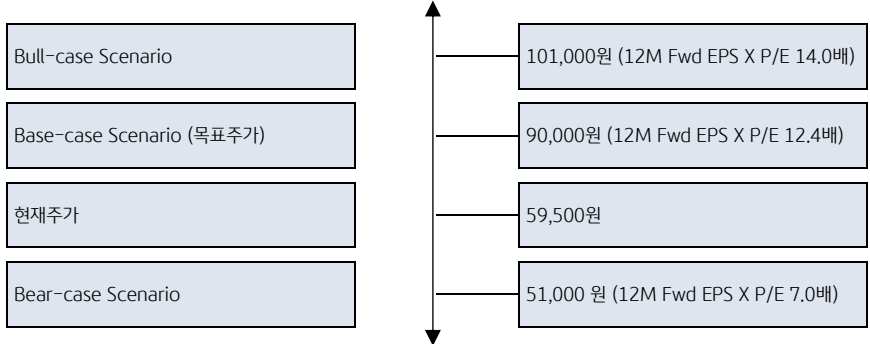 Bull-case Scenario
101,000원 (12M Fwd EPS X P/E 14.0배)
Base-case Scenario (목표주가)
90,000원 (12M Fwd EPS X P/E 12.4배)
현재주가
59,500원
Bear-case Scenario
51,000 원 (12M Fwd EPS X P/E 7.0배)